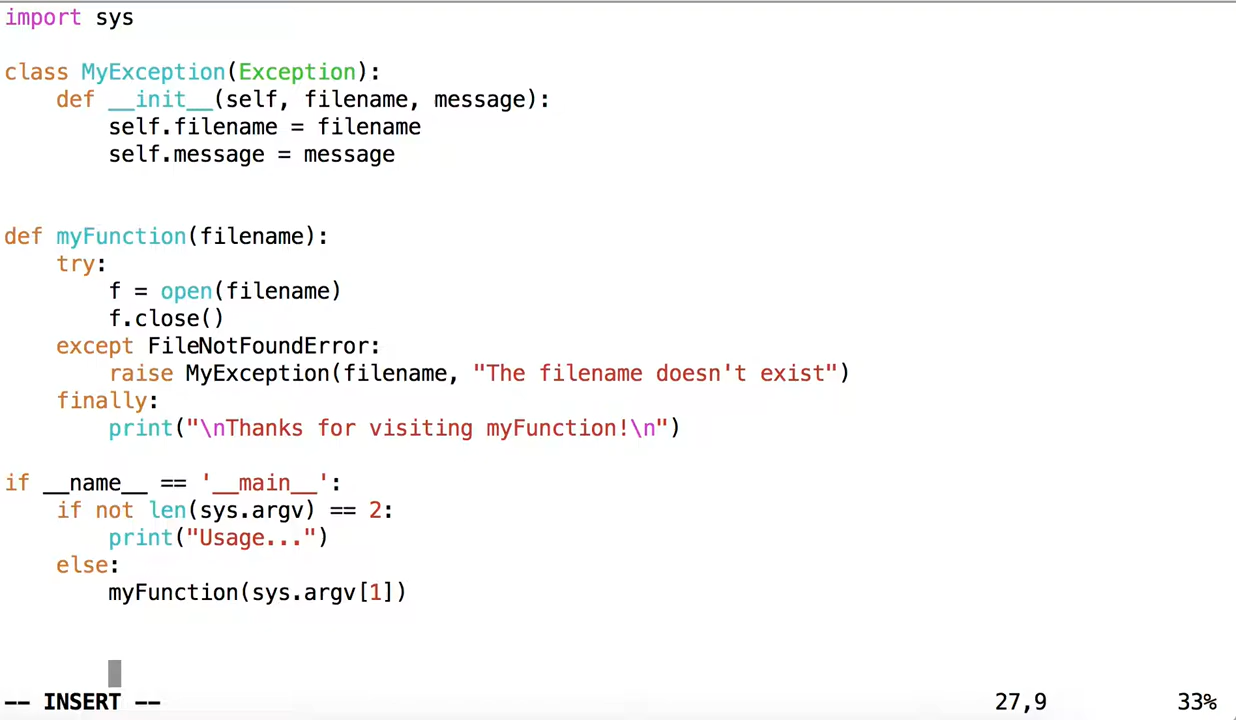 import sys
class MyException(Exception):
    def __init__(self, filename, message):
        self.filename = filename
        self.message = message
def myFunction(filename):
    try:
        f = open(filename)
        f.close()
    except FileNotFoundError:
        raise MyException(filename, "The filename doesn't exist")
    finally:
        print("\nThanks for visiting myFunction!\n")
if __name__ == '__main__':
    if not len(sys.argv) == 2:
        print("Usage...")
    else:
        myFunction(sys.argv[1])
-- INSERT -- 27,9 33%